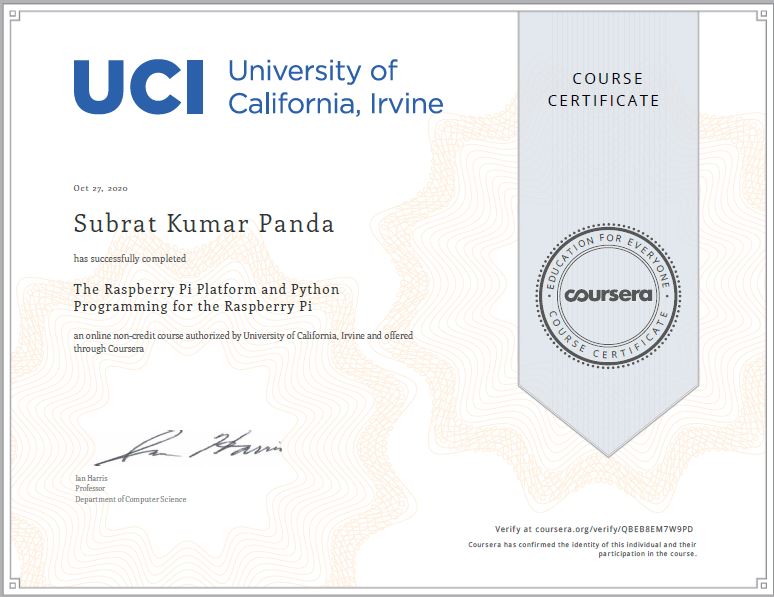 UCI University of
California, Irvine
COURSE
CERTIFICATE
Oct 27, 2020
Subrat Kumar Panda
has successfully completed
The Raspberry Pi Platform and Python
Programming for the Raspberry Pi
an online non-credit course authorized by University of California, Irvine and offered
through Coursera
EDUCATION FOR EVERYONE
coursera
COURSE CERTIFICATE
Ian Harris
Ian Harris
Professor
Department of Computer Science
Verify at coursera.org/verify/QBEB8EM7W9PD
Coursera has confirmed the identity of this individual and their
participation in the course.